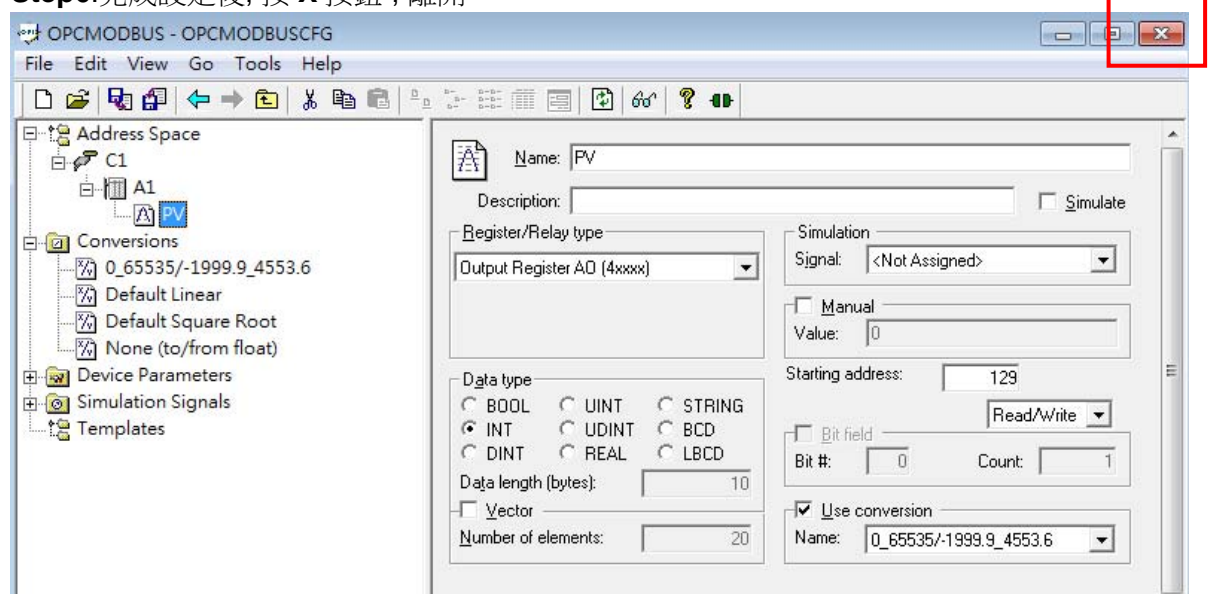 完成設定後, 按 X 按鈕, 離開
OPCMODBUS - OPCMODBUSCFG
File Edit View Go Tools Help
Address Space
C1
A1
PV
Conversions
0_65535/-1999.9_4553.6
Default Linear
Default Square Root
None (to/from float)
Device Parameters
Simulation Signals
Templates
Name: PV
Description:
Simulate
Register/Relay type
Output Register AO (4xxxx)
Simulation
Signal: <Not Assigned>
Manual
Value: 0
Data type
BOOL UINT STRING
INT UDINT BCD
DINT REAL LBCD
Data length (bytes): 10
Vector
Number of elements: 20
Starting address: 129
Read/Write
Bit field
Bit #: 0 Count: 1
Use conversion
Name: 0_65535/-1999.9_4553.6